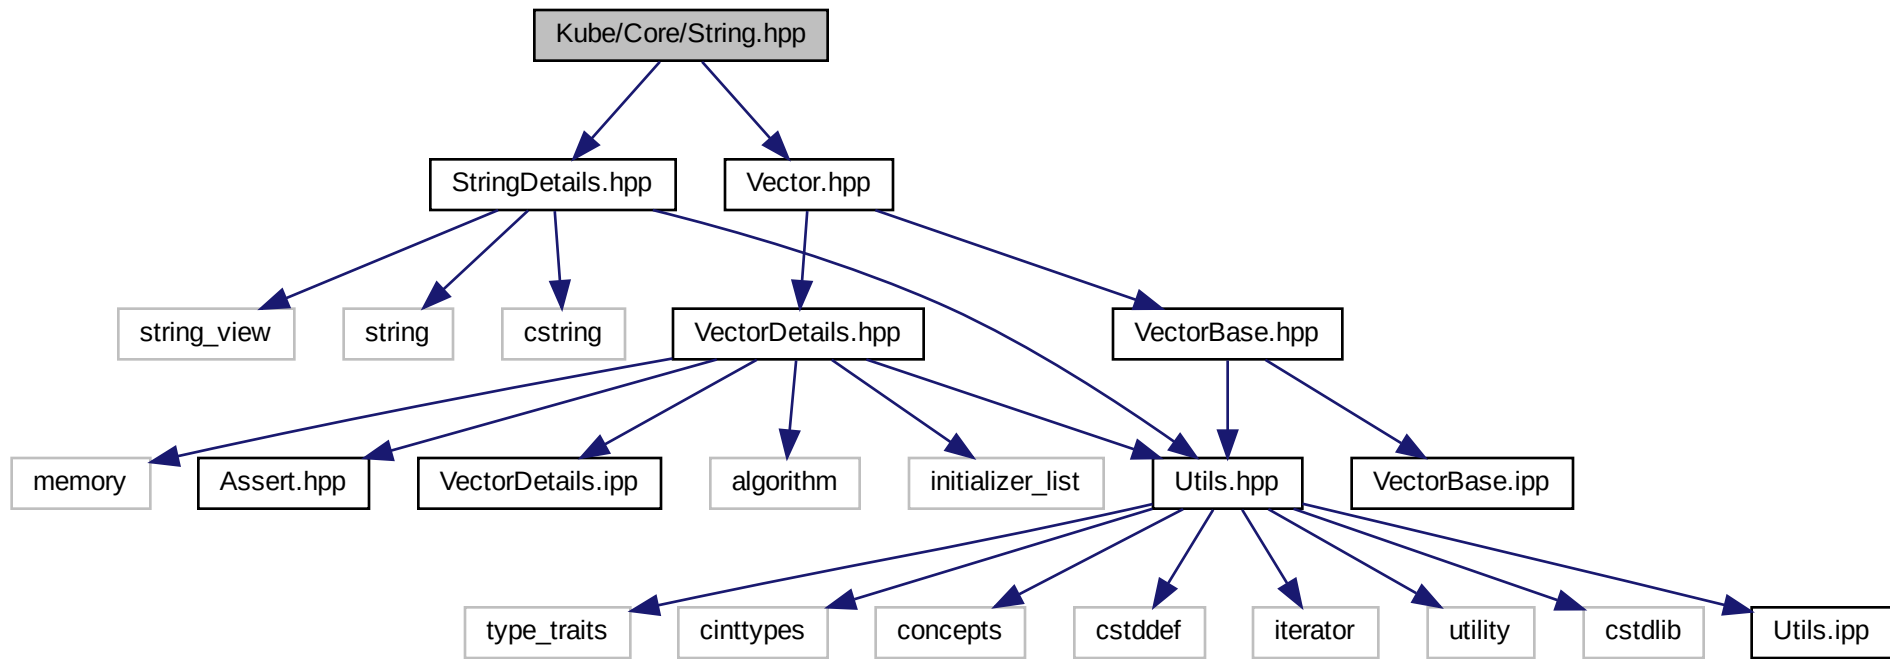 Kube/Core/String.hpp
StringDetails.hpp
Vector.hpp
string_view
string
cstring
VectorDetails.hpp
VectorBase.hpp
memory
Assert.hpp
VectorDetails.ipp
algorithm
initializer_list
Utils.hpp
VectorBase.ipp
type_traits
cinttypes
concepts
cstddef
iterator
utility
cstdlib
Utils.ipp